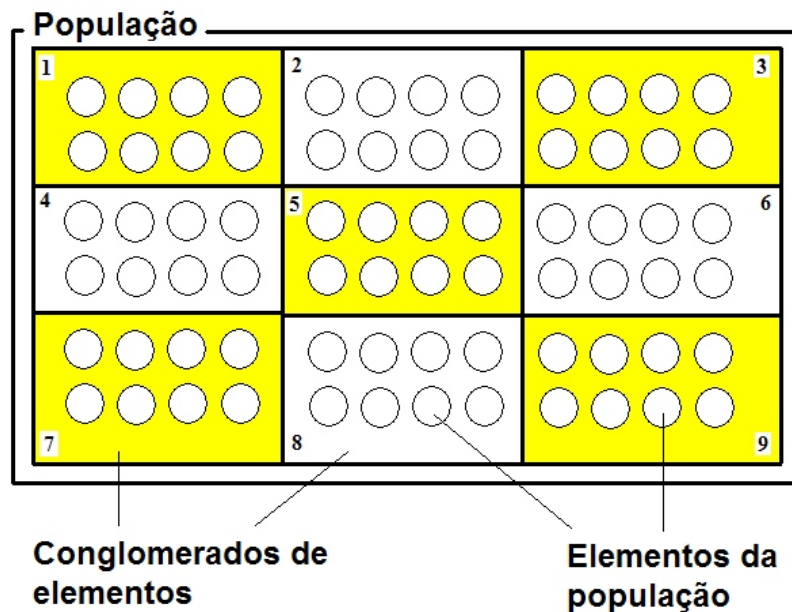 População
1
2
3
4
5
6
7
8
9
Conglomerados de
elementos
Elementos da
população